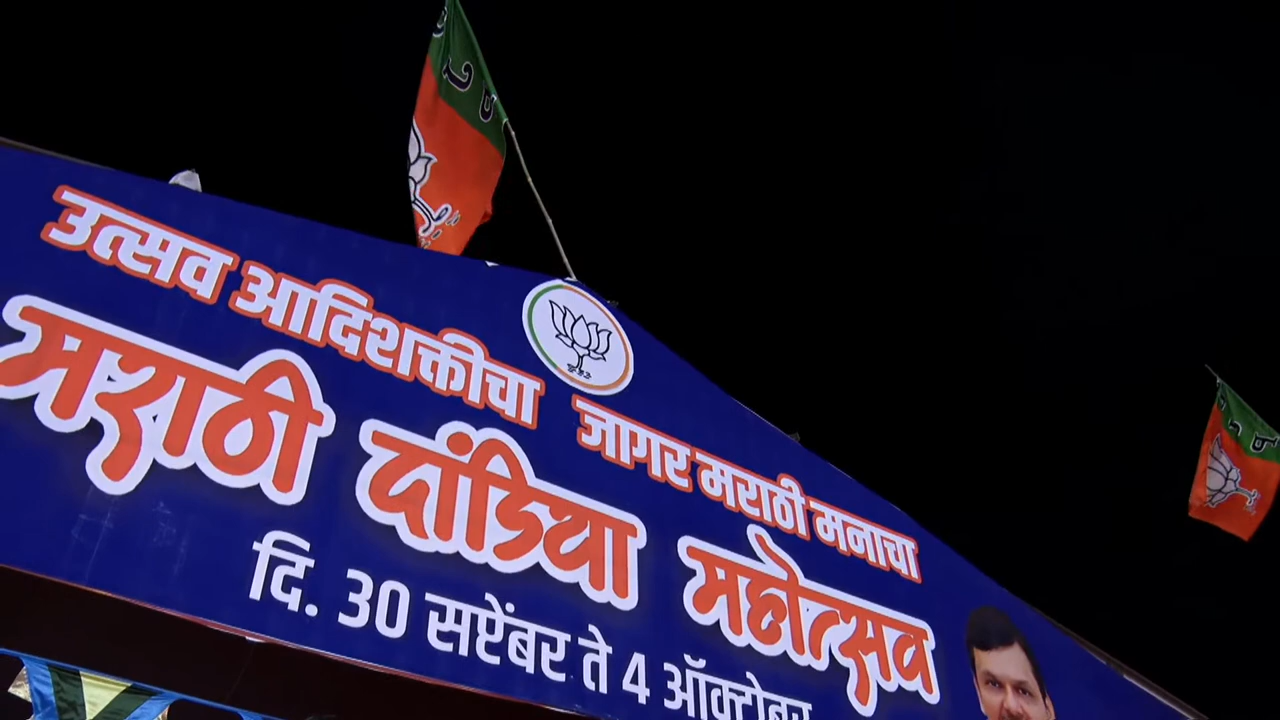 उत्सव आदिशक्तीचा जागर मराठी मनाचा
मराठी दांडिया महोत्सव
दि. 30 सप्टेंबर ते 4 ऑक्टोबर